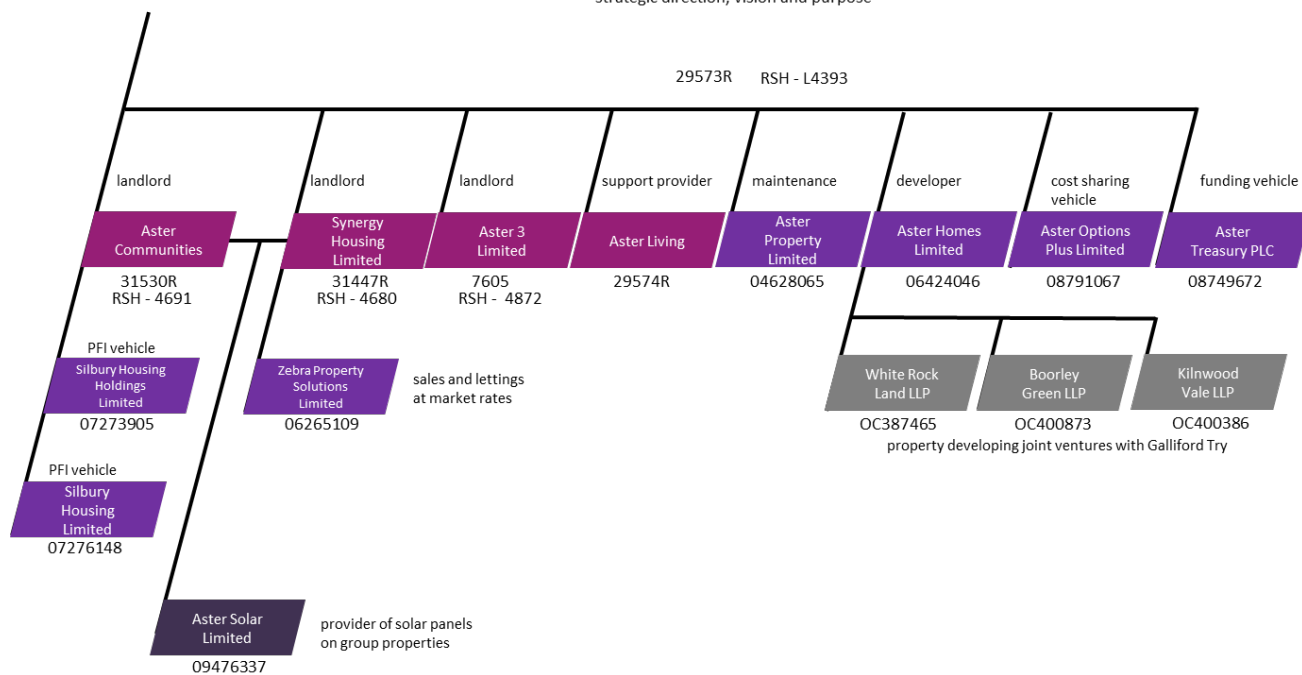 strategic direction, vision and purpose
29573R RSH - L4393
landlord
landlord
landlord
support provider
maintenance
developer
cost sharing
vehicle
funding vehicle
Aster
Communities
Synergy
Housing
Limited
Aster 3
Limited
Aster Living
Aster
Property
Limited
Aster Homes
Limited
Aster Options
Plus Limited
Aster
Treasury PLC
31530R
RSH - 4691
31447R
RSH - 4680
7605
RSH - 4872
29574R
04628065
06424046
08791067
08749672
PFI vehicle
Silbury Housing
Holdings
Limited
07273905
Zebra Property
Solutions
Limited
06265109
sales and lettings
at market rates
White Rock
Land LLP
OC387465
Boorley
Green LLP
OC400873
Kilnwood
Vale LLP
OC400386
property developing joint ventures with Galliford Try
PFI vehicle
Silbury
Housing
Limited
07276148
Aster Solar
Limited
09476337
provider of solar panels
on group properties